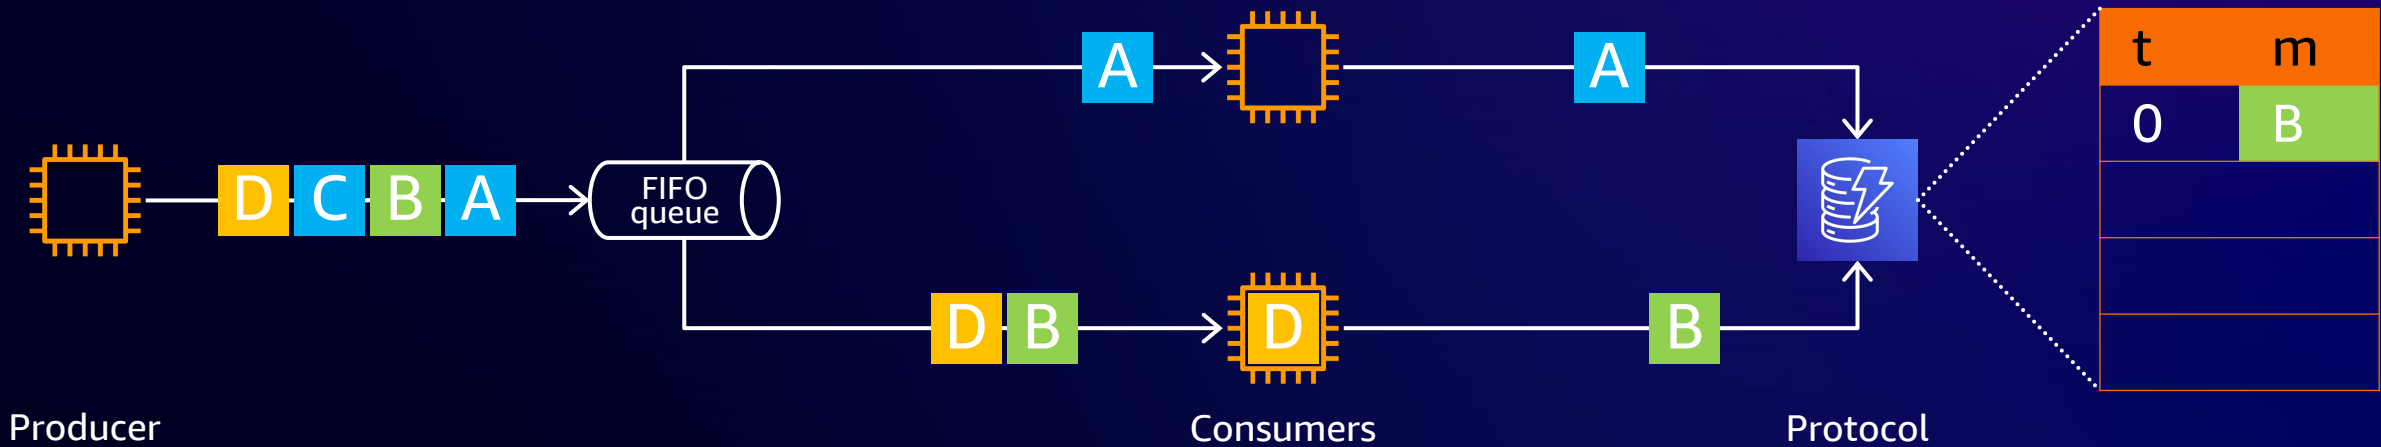 t m
0 B
A A
D C B A
FIFO
queue
D B D B
Producer Consumers Protocol